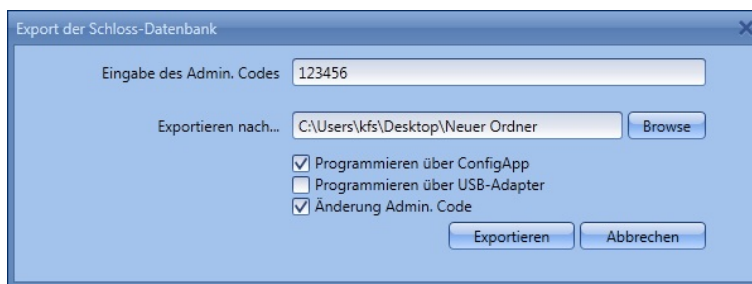 Export der Schloss-Datenbank
Eingabe des Admin. Codes 123456
Exportieren nach... C:\Users\kfs\Desktop\Neuer Ordner Browse
Programmieren über ConfigApp
Programmieren über USB-Adapter
Änderung Admin. Code
Exportieren Abbrechen